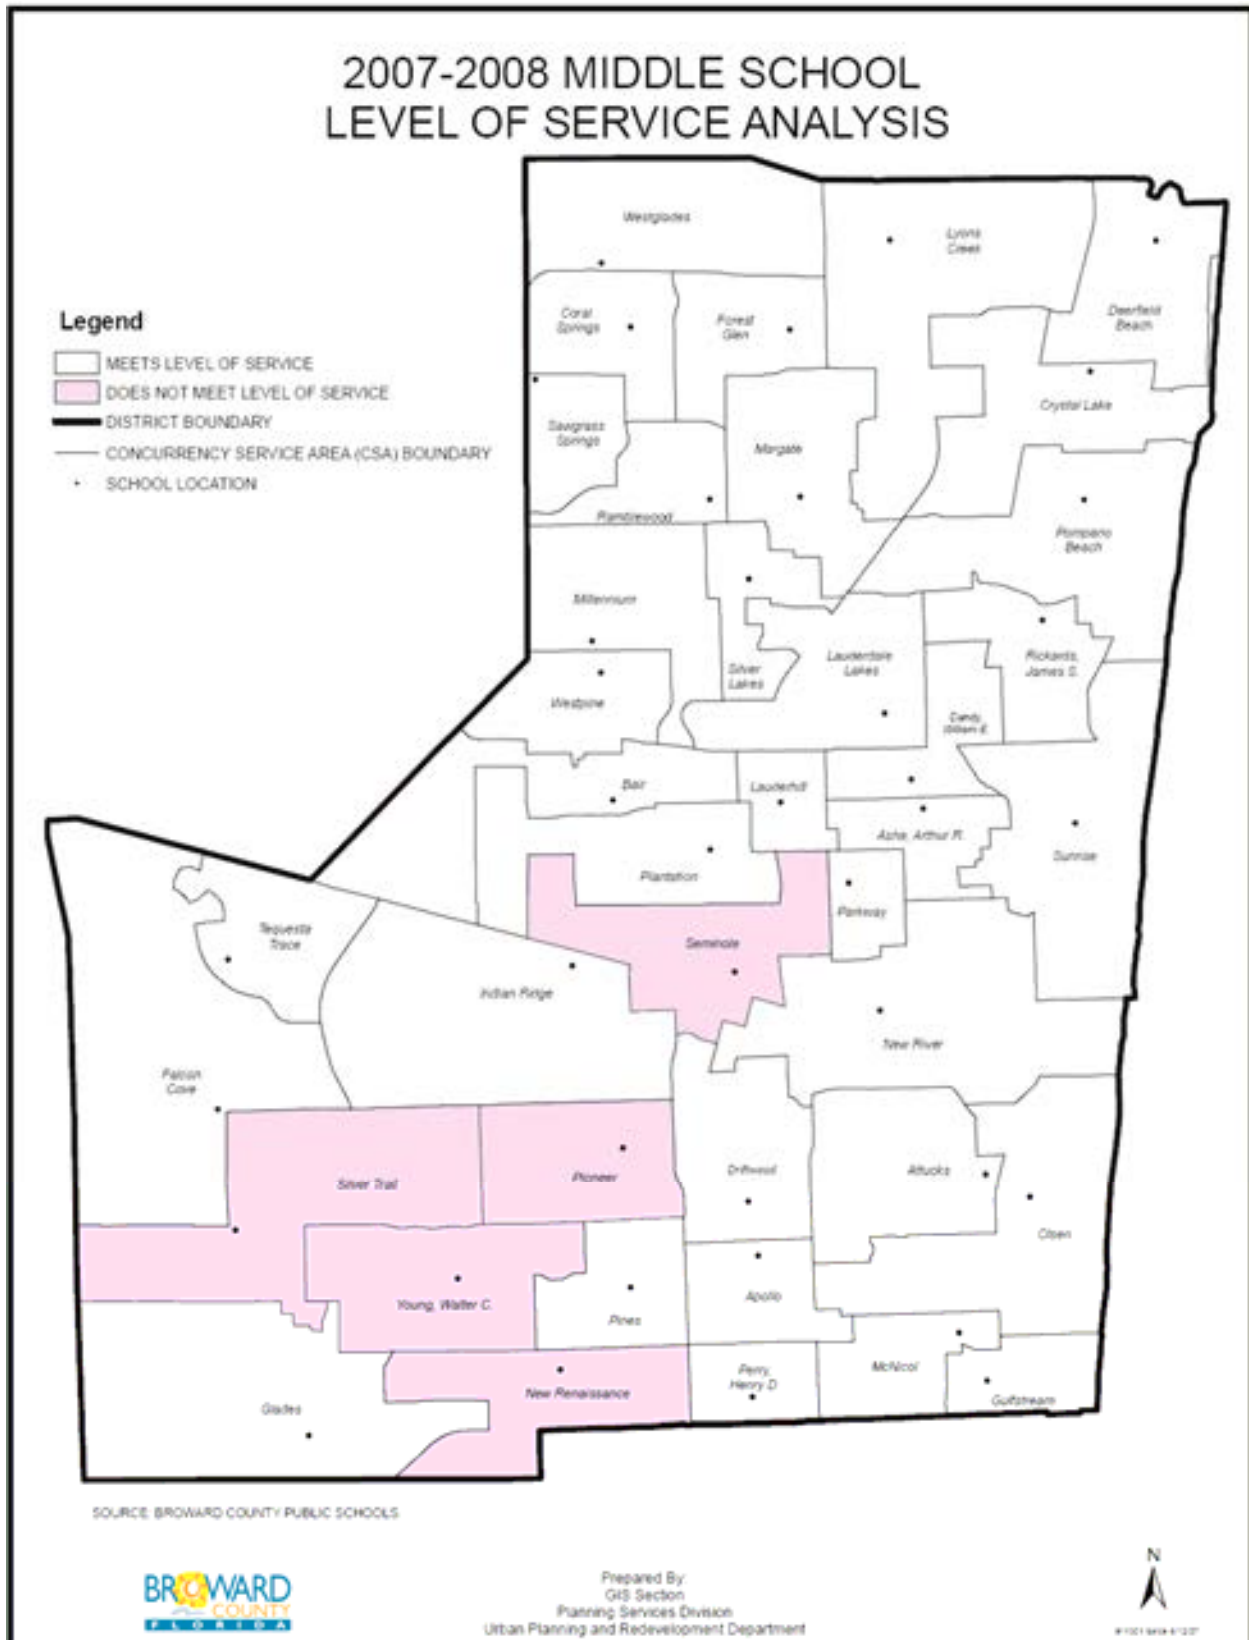 2007-2008 MIDDLE SCHOOL
LEVEL OF SERVICE ANALYSIS
Westglades
Lyons
Creek
Coral
Springs
Forest
Glen
Deerfield
Beach
Legend
MEETS LEVEL OF SERVICE
DOES NOT MEET LEVEL OF SERVICE
DISTRICT BOUNDARY
CONCURRENCY SERVICE AREA (CSA) BOUNDARY
SCHOOL LOCATION
Crystal Lake
Sawgrass
Springs
Margate
Ramblewood
Pompano
Beach
Millennium
Silver
Lakes
Lauderdale
Lakes
Rickards,
James S.
Westpine
Dandy,
William E.
Bair
Lauderhill
Ashe, Arthur R.
Sunrise
Plantation
Parkway
Tequesta
Trace
Seminole
Indian Ridge
New River
Falcon
Cove
Silver Trail
Pioneer
Driftwood
Attucks
Olsen
Young, Walter C.
Pines
Apollo
New Renaissance
Perry,
Henry D
McNicol
Gulfstream
Glades
SOURCE: BROWARD COUNTY PUBLIC SCHOOLS
BROWARD
COUNTY
FLORIDA
Prepared By:
GIS Section
Planning Services Division
Urban Planning and Redevelopment Department
N